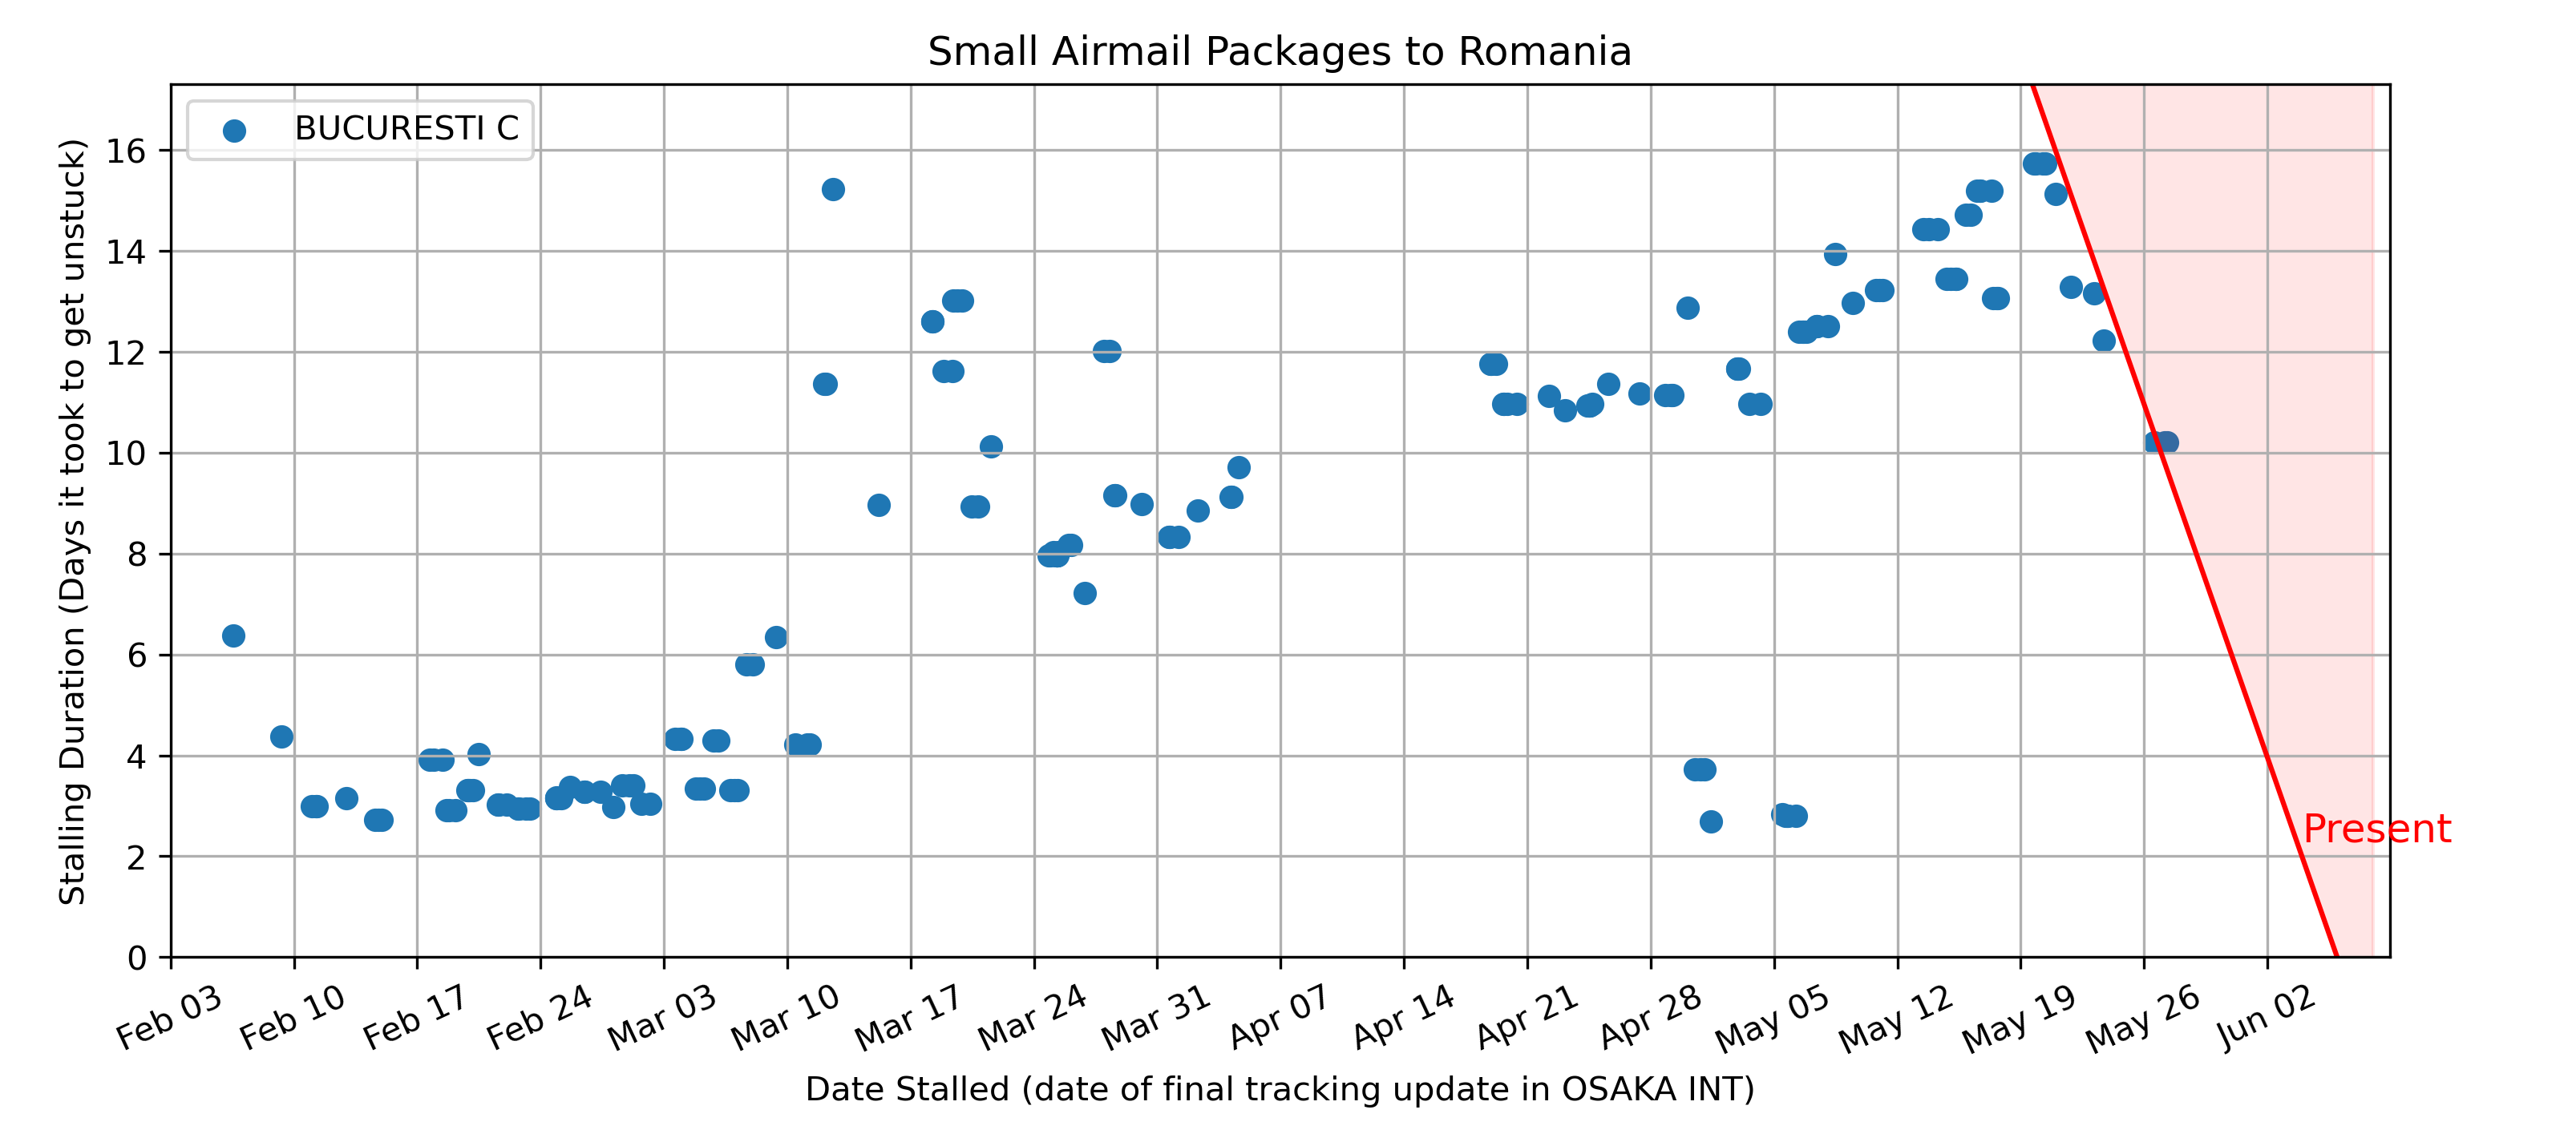 Small Airmail Packages to Romania
BUCURESTI C
Stalling Duration (Days it took to get unstuck)
16
14
12
10
8
6
4
2
0
Present
Feb 03
Feb 10
Feb 17
Feb 24
Mar 03
Mar 10
Mar 17
Mar 24
Mar 31
Apr 07
Apr 14
Apr 21
Apr 28
May 05
May 12
May 19
May 26
Jun 02
Date Stalled (date of final tracking update in OSAKA INT)